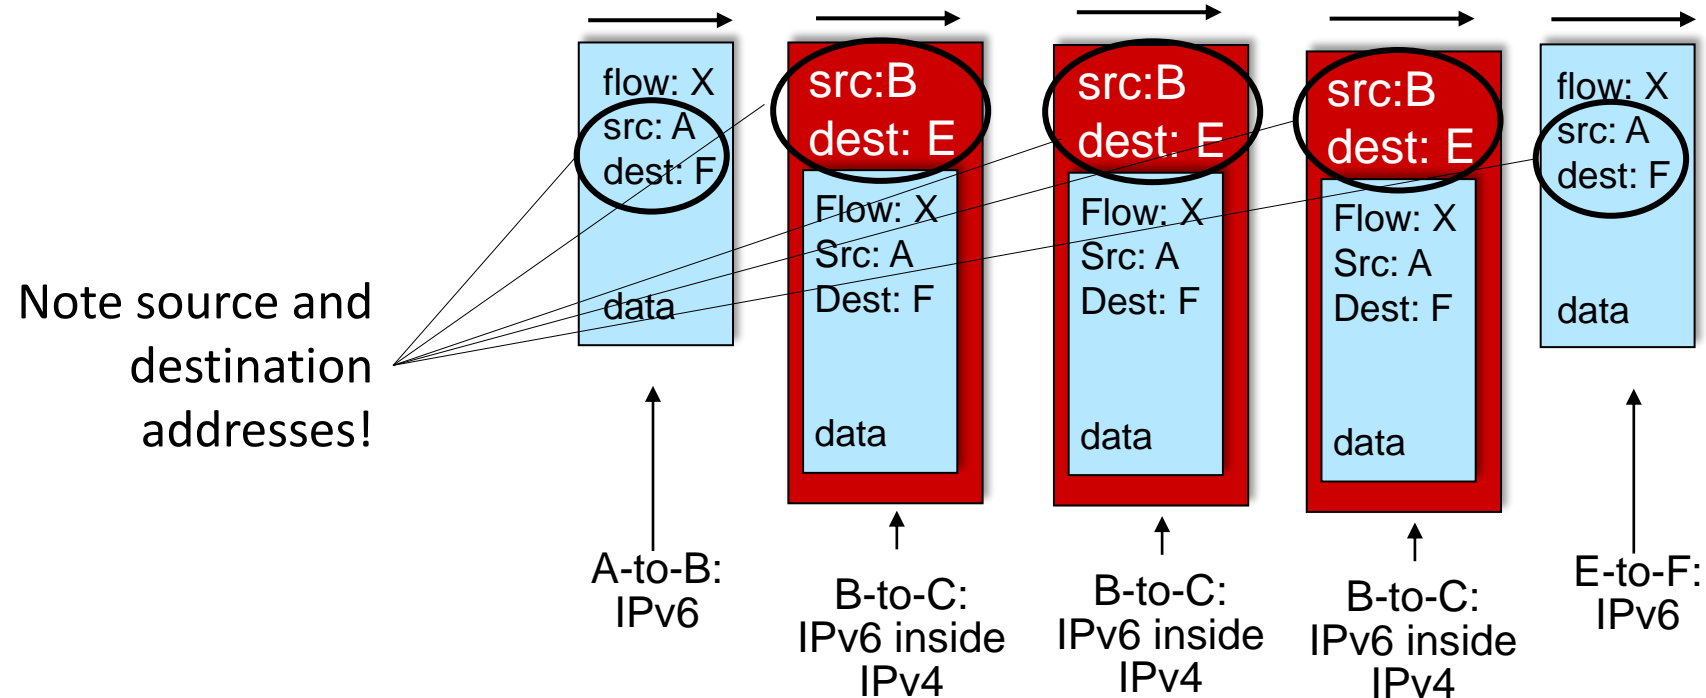 Note source and
destination
addresses!
flow: X
src: A
dest: F
data
A-to-B:
IPv6
src:B
dest: E
Flow: X
Src: A
Dest: F
data
B-to-C:
IPv6 inside
IPv4
src:B
dest: E
Flow: X
Src: A
Dest: F
data
B-to-C:
IPv6 inside
IPv4
src:B
dest: E
Flow: X
Src: A
Dest: F
data
B-to-C:
IPv6 inside
IPv4
flow: X
src: A
dest: F
data
E-to-F:
IPv6